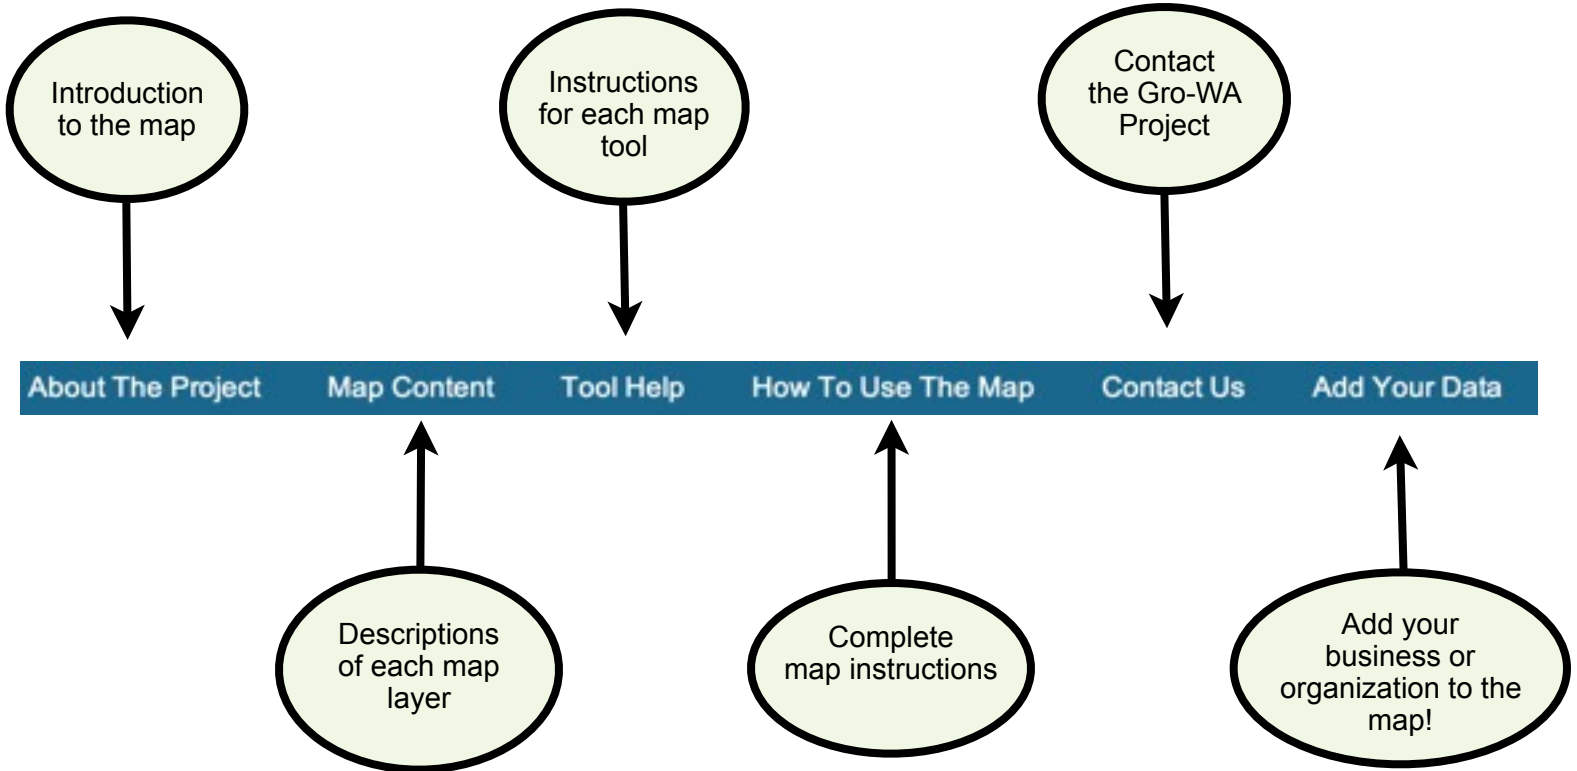 Introduction
to the map
Instructions
for each map
tool
Contact
the Gro-WA
Project
About The Project Map Content Tool Help How To Use The Map Contact Us Add Your Data
Descriptions
of each map
layer
Complete
map instructions
Add your
business or
organization to the
map!